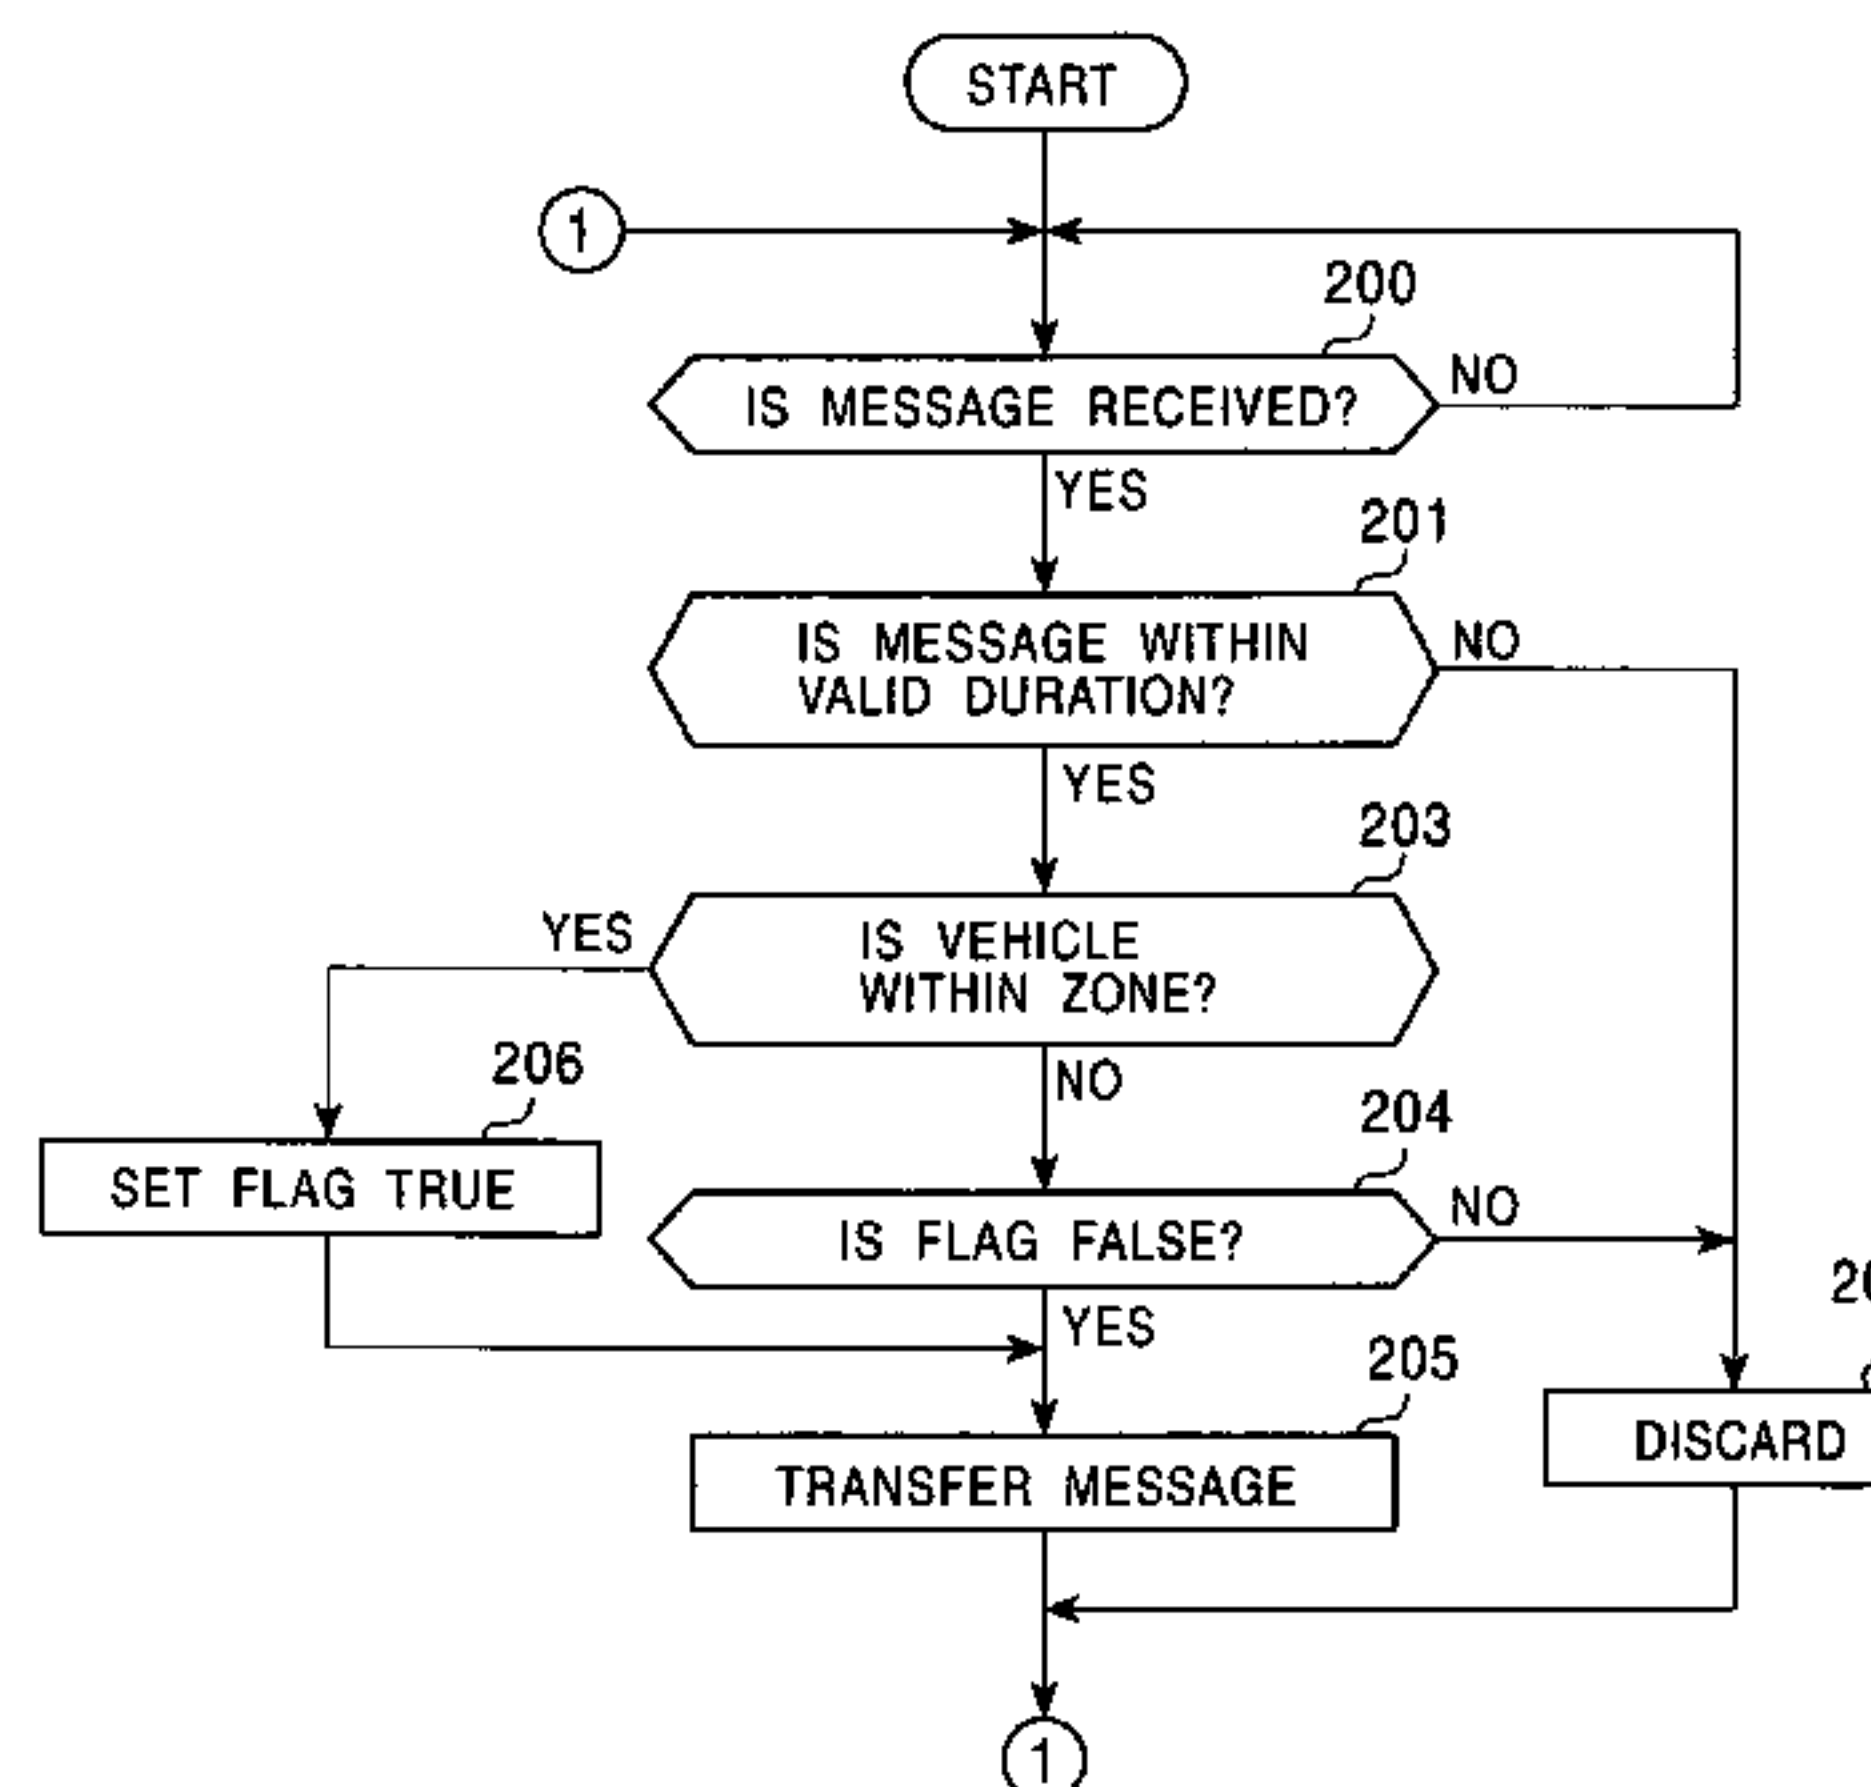 START
1
200
IS MESSAGE RECEIVED?
NO
YES
201
IS MESSAGE WITHIN
VALID DURATION?
NO
YES
203
YES
IS VEHICLE
WITHIN ZONE?
206
NO
204
SET FLAG TRUE
IS FLAG FALSE?
NO
YES
205
DISCARD
TRANSFER MESSAGE
1